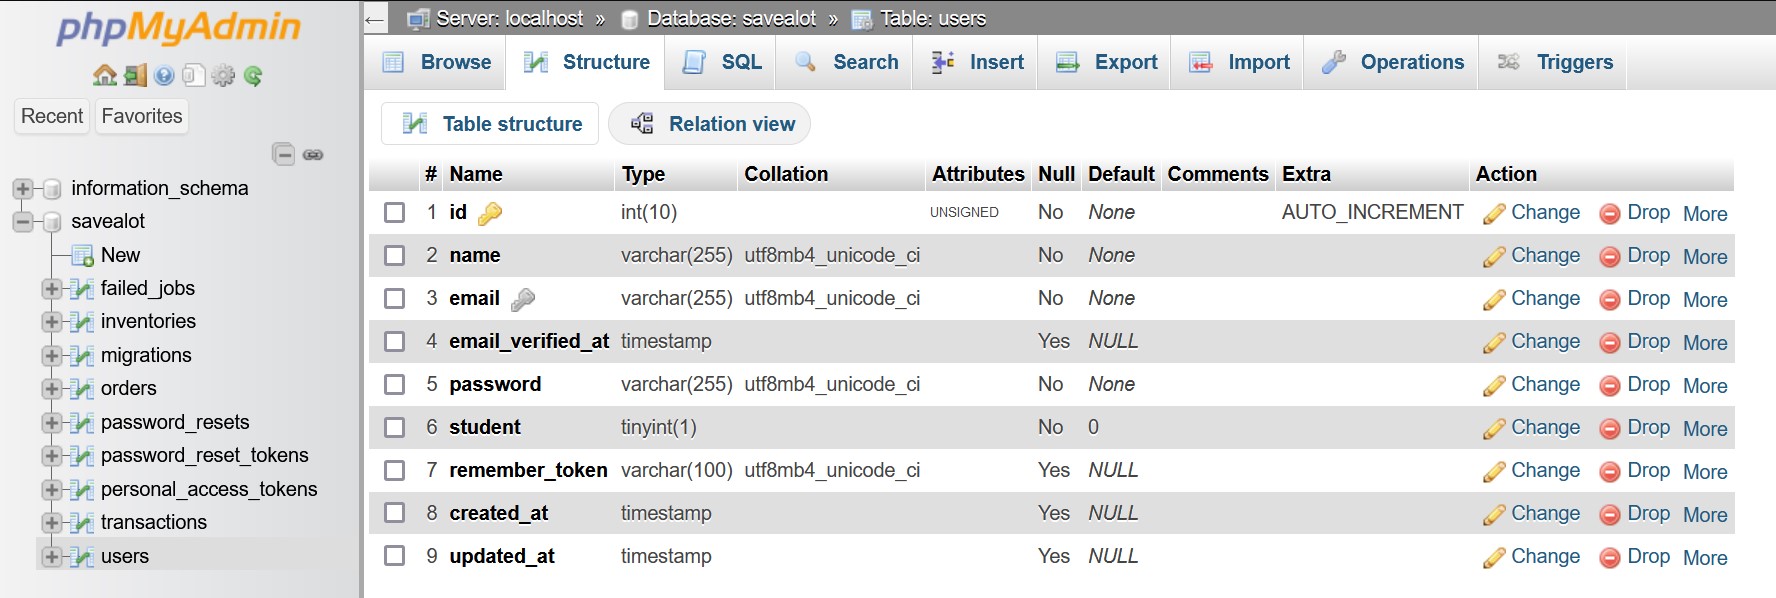 phpMyAdmin
Recent Favorites
information_schema
savealot
New
failed_jobs
inventories
migrations
orders
password_resets
password_reset_tokens
personal_access_tokens
transactions
users
← Server: localhost » Database: savealot » Table: users
Browse Structure SQL Search Insert Export Import Operations Triggers
Table structure Relation view
# Name Type Collation Attributes Null Default Comments Extra Action
1 id int(10) UNSIGNED No None AUTO_INCREMENT Change Drop More
2 name varchar(255) utf8mb4_unicode_ci No None Change Drop More
3 email varchar(255) utf8mb4_unicode_ci No None Change Drop More
4 email_verified_at timestamp Yes NULL Change Drop More
5 password varchar(255) utf8mb4_unicode_ci No None Change Drop More
6 student tinyint(1) No 0 Change Drop More
7 remember_token varchar(100) utf8mb4_unicode_ci Yes NULL Change Drop More
8 created_at timestamp Yes NULL Change Drop More
9 updated_at timestamp Yes NULL Change Drop More